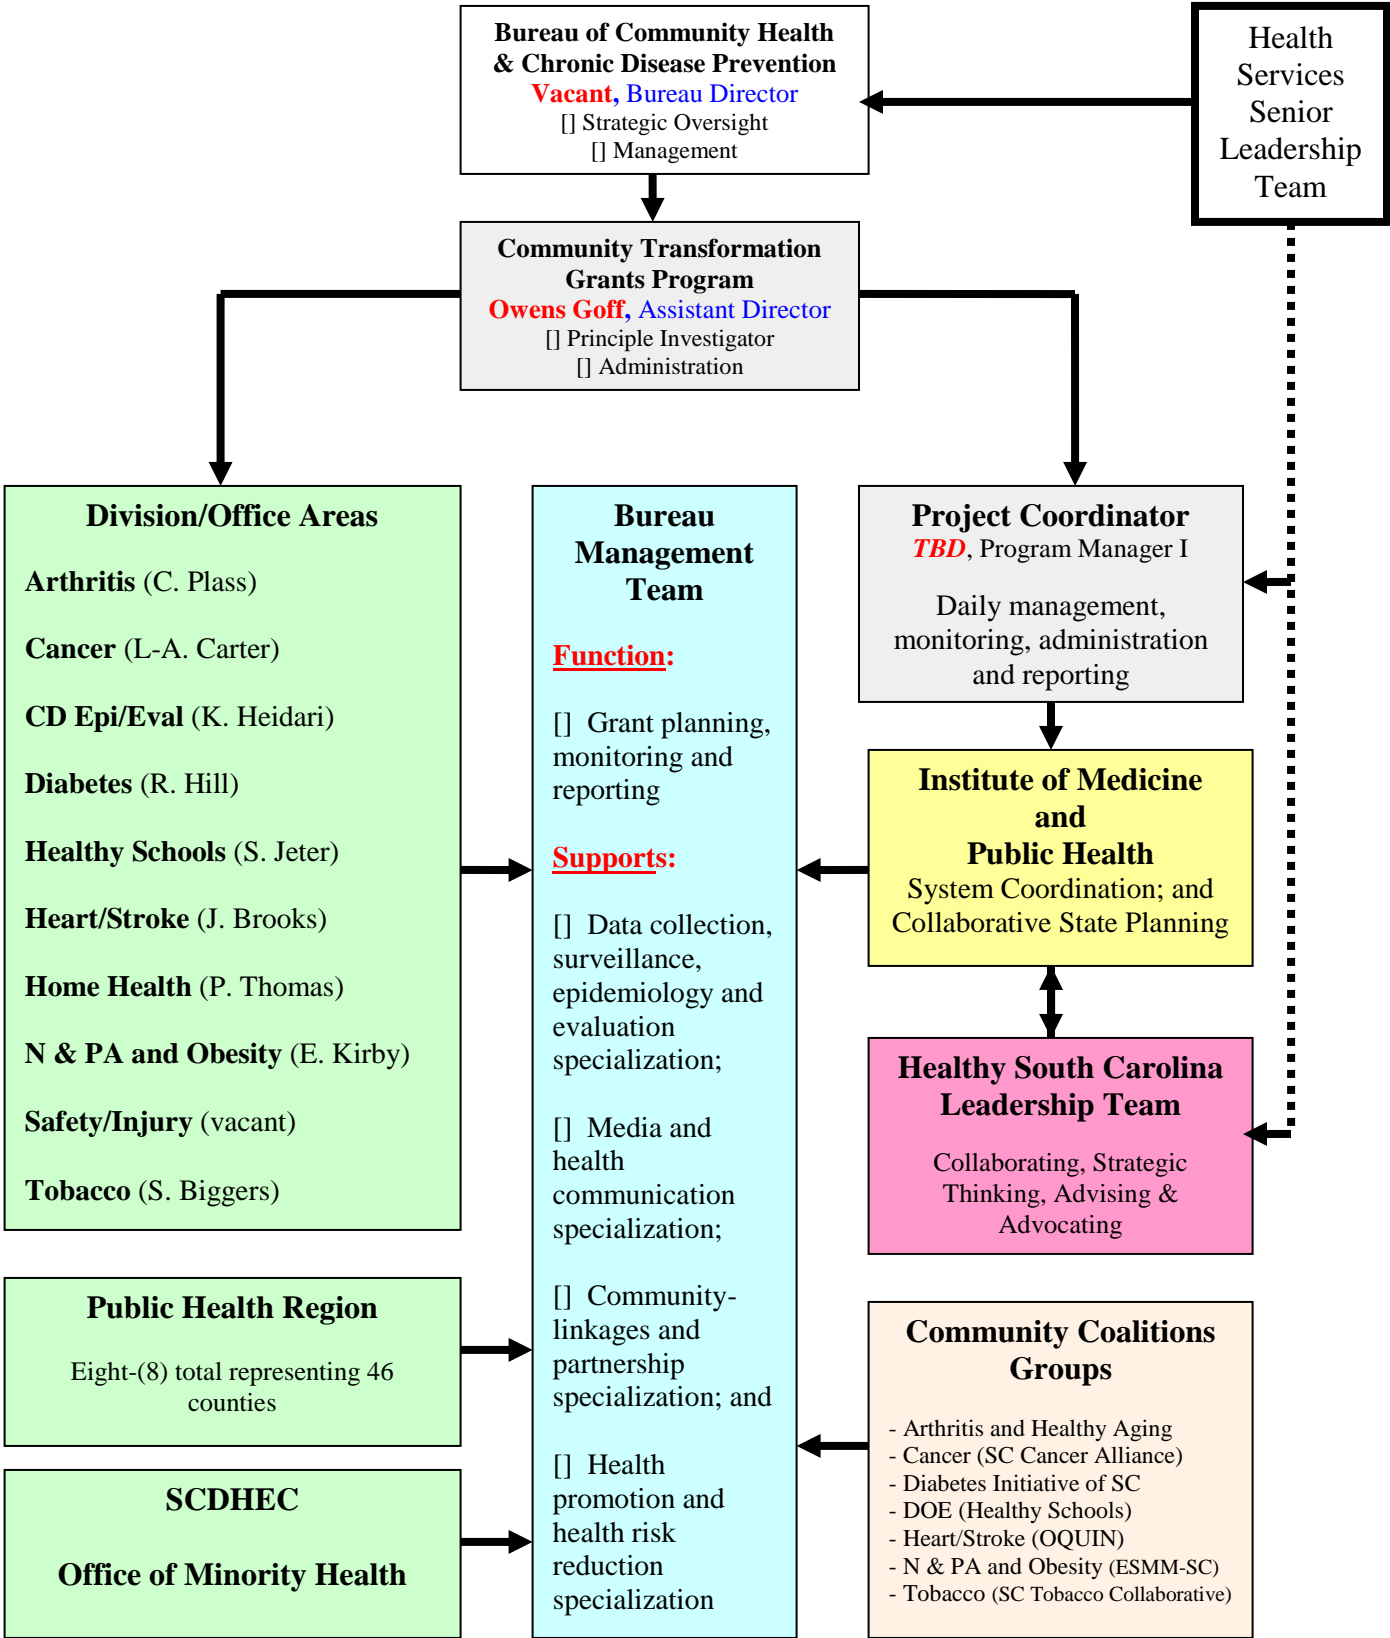 Bureau of Community Health
& Chronic Disease Prevention
Vacant, Bureau Director
[] Strategic Oversight
[] Management
Health
Services
Senior
Leadership
Team
Community Transformation
Grants Program
Owens Goff, Assistant Director
[] Principle Investigator
[] Administration
Division/Office Areas
Arthritis (C. Plass)
Cancer (L-A. Carter)
CD Epi/Eval (K. Heidari)
Diabetes (R. Hill)
Healthy Schools (S. Jeter)
Heart/Stroke (J. Brooks)
Home Health (P. Thomas)
N & PA and Obesity (E. Kirby)
Safety/Injury (vacant)
Tobacco (S. Biggers)
Public Health Region
Eight-(8) total representing 46
counties
SCDHEC
Office of Minority Health
Bureau
Management
Team
Function:
[] Grant planning,
monitoring and
reporting
Supports:
[] Data collection,
surveillance,
epidemiology and
evaluation
specialization;
[] Media and
health
communication
specialization;
[] Community-
linkages and
partnership
specialization; and
[] Health
promotion and
health risk
reduction
specialization
Project Coordinator
TBD, Program Manager I
Daily management,
monitoring, administration
and reporting
Institute of Medicine
and
Public Health
System Coordination; and
Collaborative State Planning
Healthy South Carolina
Leadership Team
Collaborating, Strategic
Thinking, Advising &
Advocating
Community Coalitions
Groups
- Arthritis and Healthy Aging
- Cancer (SC Cancer Alliance)
- Diabetes Initiative of SC
- DOE (Healthy Schools)
- Heart/Stroke (OQUIN)
- N & PA and Obesity (ESMM-SC)
- Tobacco (SC Tobacco Collaborative)